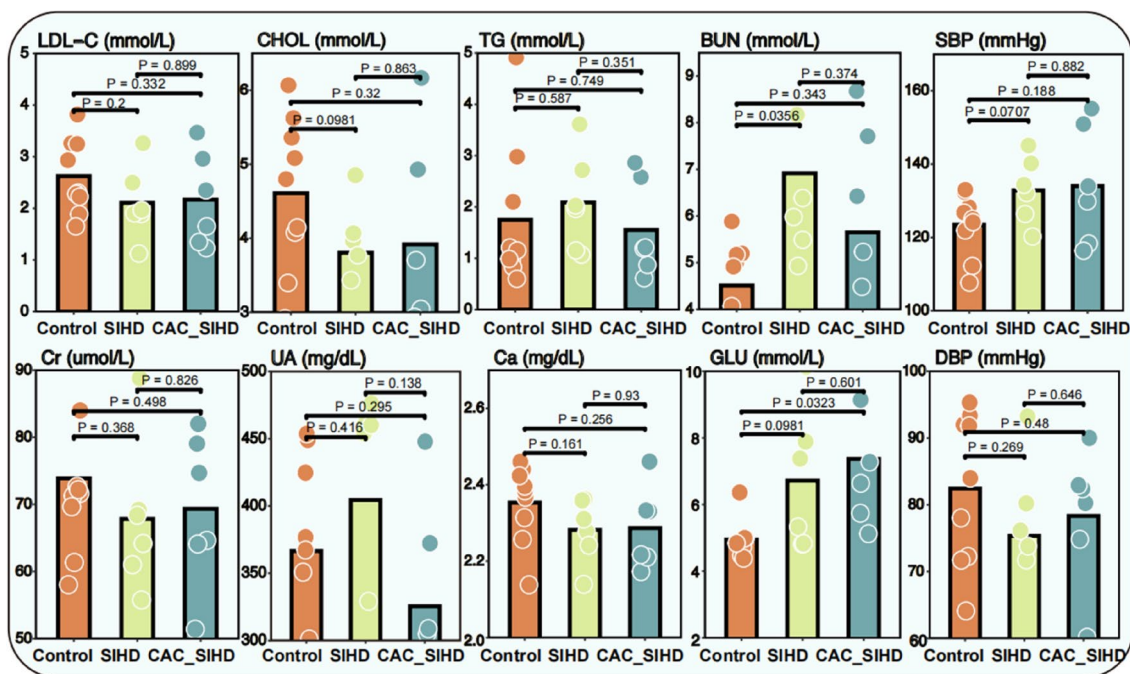 LDL-C (mmol/L)
5
4
3
2
1
0
P = 0.899
P = 0.332
P = 0.2
Control SIHD CAC_SIHD
CHOL (mmol/L)
6
5
4
3
P = 0.863
P = 0.32
P = 0.0981
Control SIHD CAC_SIHD
TG (mmol/L)
5
4
3
2
1
0
P = 0.351
P = 0.749
P = 0.587
Control SIHD CAC_SIHD
BUN (mmol/L)
9
8
7
6
5
4
P = 0.374
P = 0.343
P = 0.0356
Control SIHD CAC_SIHD
SBP (mmHg)
160
140
120
100
P = 0.882
P = 0.188
P = 0.0707
Control SIHD CAC_SIHD
Cr (umol/L)
90
80
70
60
50
P = 0.826
P = 0.498
P = 0.368
Control SIHD CAC_SIHD
UA (mg/dL)
500
450
400
350
300
P = 0.138
P = 0.295
P = 0.416
Control SIHD CAC_SIHD
Ca (mg/dL)
2.6
2.4
2.2
2.0
P = 0.93
P = 0.256
P = 0.161
Control SIHD CAC_SIHD
GLU (mmol/L)
10
8
6
4
2
P = 0.601
P = 0.0323
P = 0.0981
Control SIHD CAC_SIHD
DBP (mmHg)
100
90
80
70
60
P = 0.646
P = 0.48
P = 0.269
Control SIHD CAC_SIHD